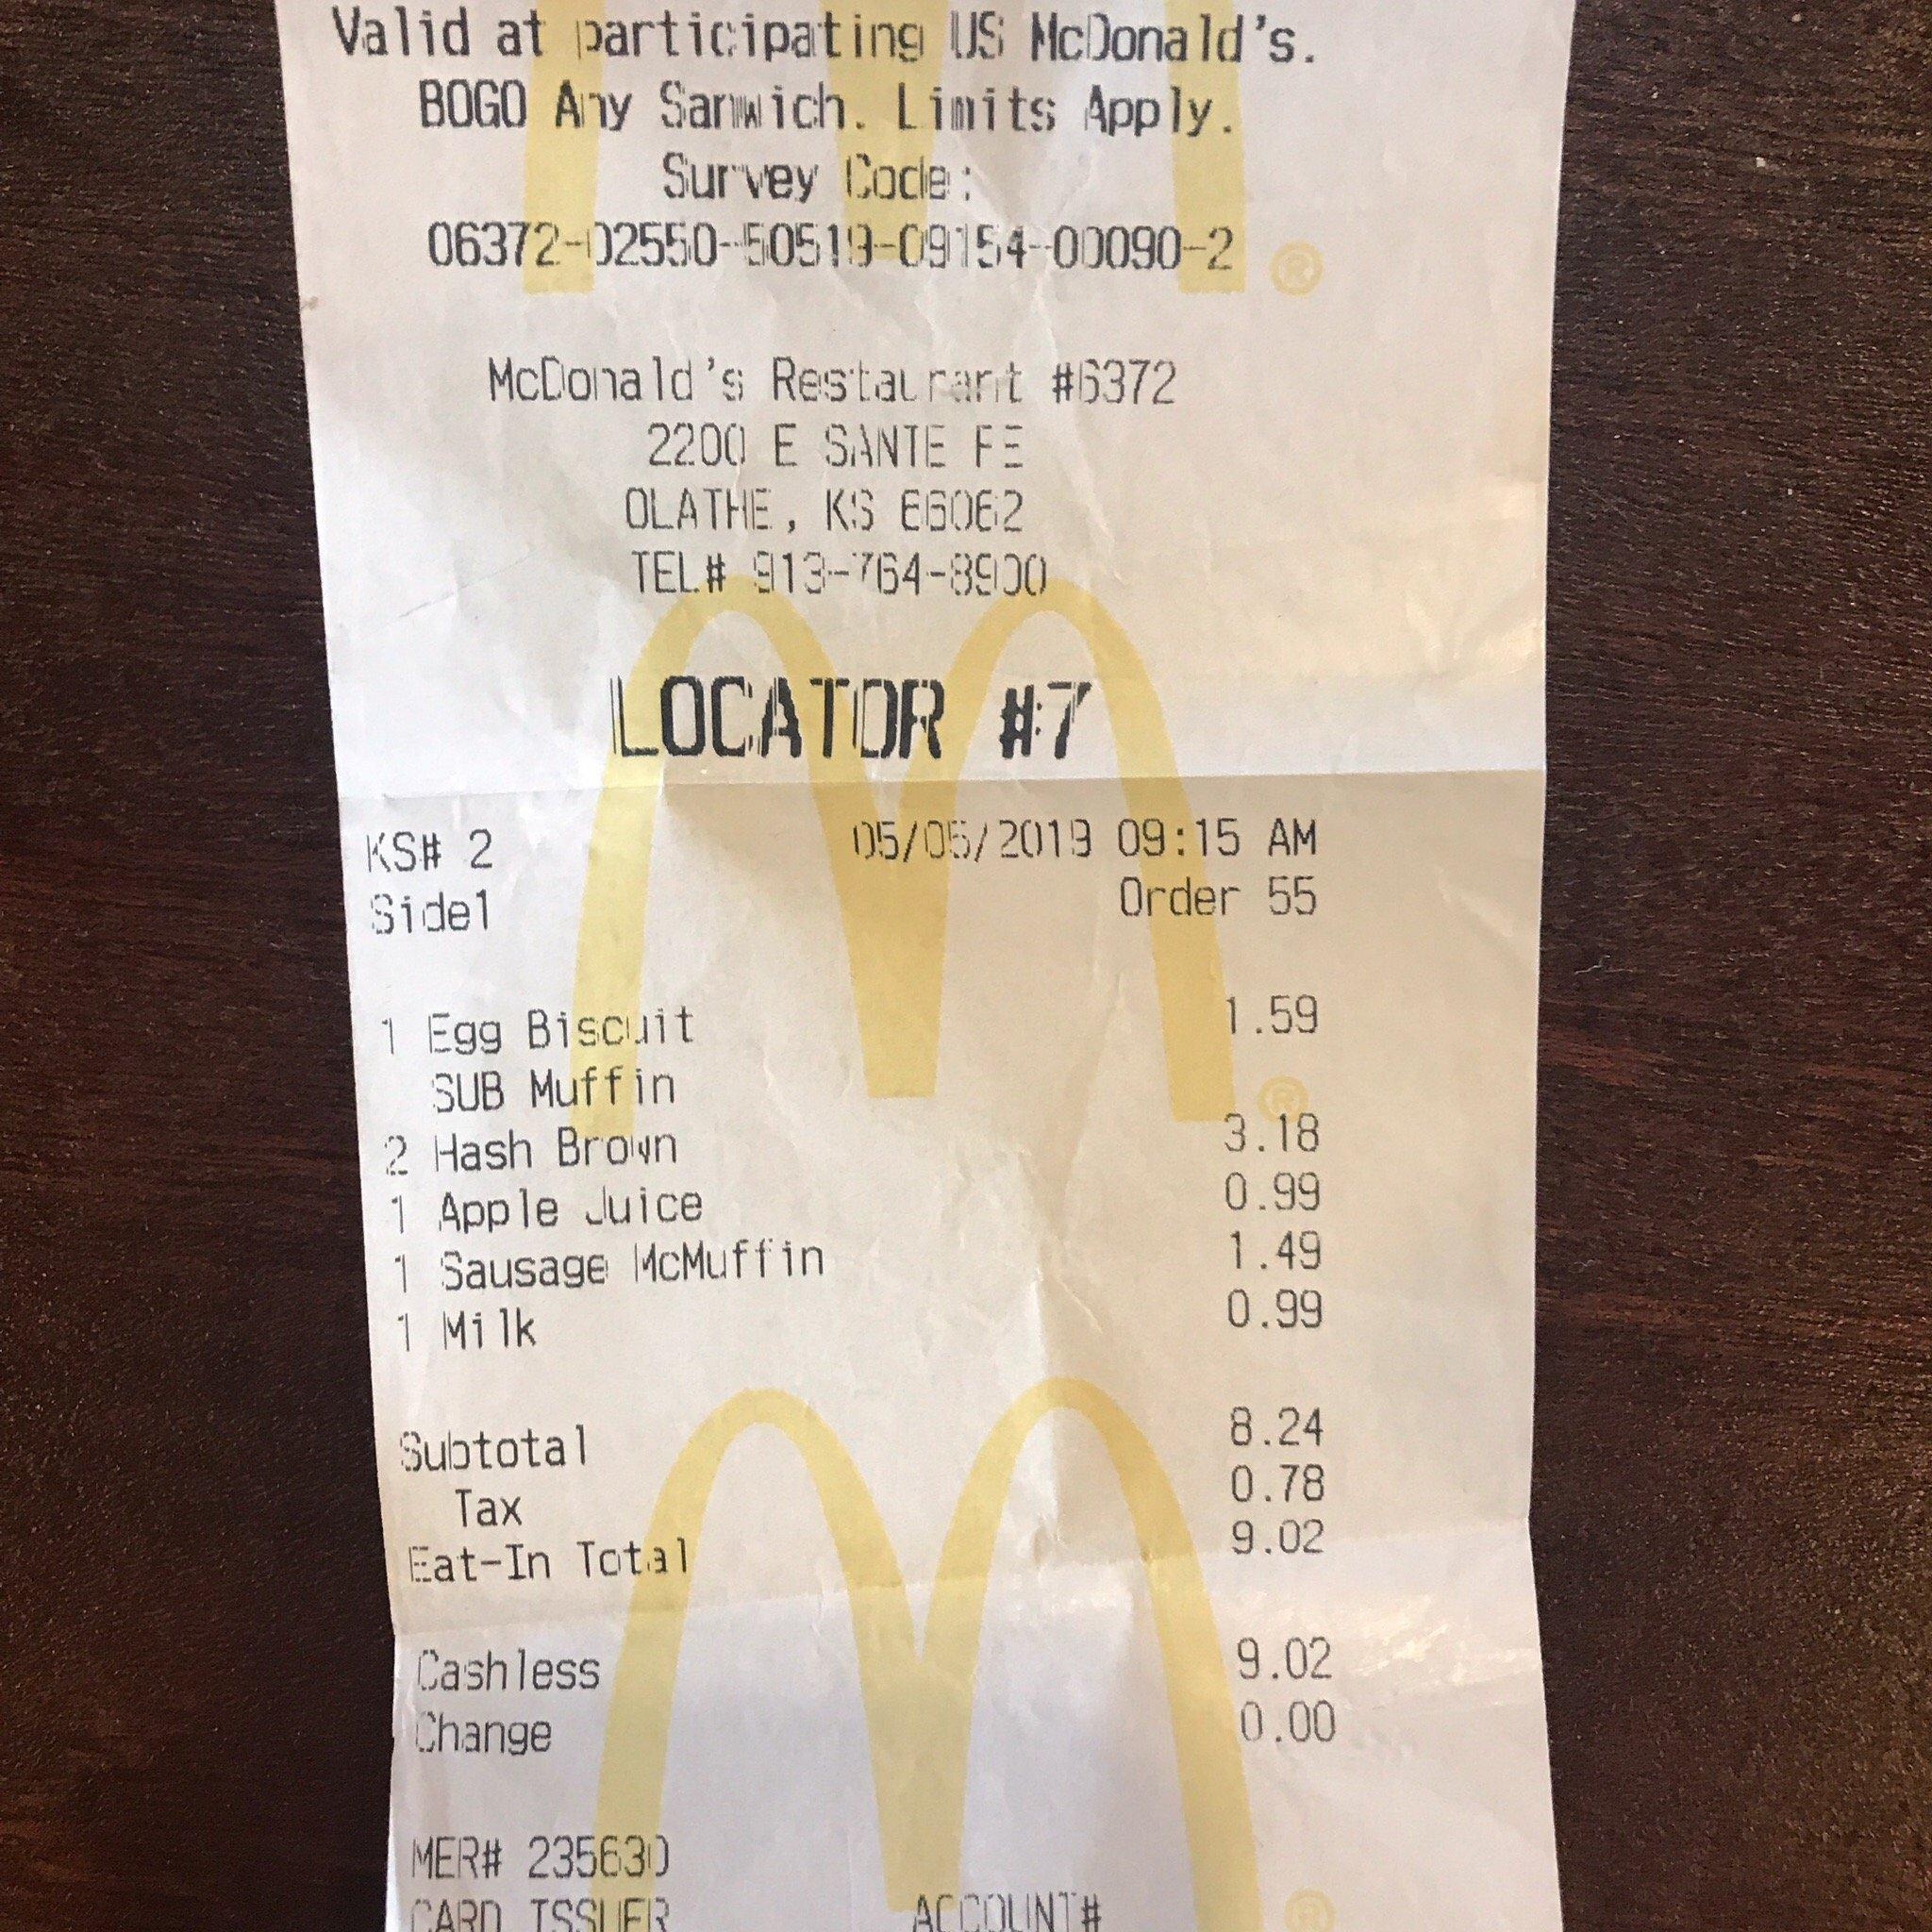 Valid at participating US McDonald's.
BOGO Any Sanwich. Limits Apply.
Survey Code:
06372-02550-50519-09154-00090-2
®
McDonald's Restaurant #6372
2200 E SANTE FE
OLATHE, KS 66062
TEL# 913-764-8900
LOCATOR #7
KS# 2 05/05/2019 09:15 AM
Side1 Order 55
1 Egg Biscuit 1.59
SUB Muffin
®
2 Hash Brown 3.18
1 Apple Juice 0.99
1 Sausage McMuffin 1.49
1 Milk 0.99
Subtotal 8.24
Tax 0.78
Eat-In Total 9.02
Cashless 9.02
Change 0.00
MER# 235630
CARD ISSUER ACCOUNT#
®